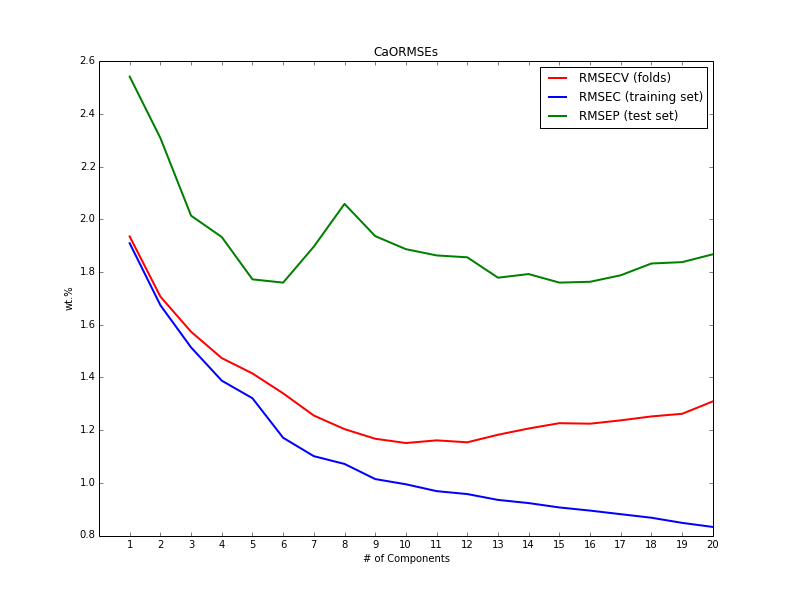 CaORMSEs
RMSECV (folds)
RMSEC (training set)
RMSEP (test set)
2.6
2.4
2.2
2.0
1.8
1.6
1.4
1.2
1.0
0.8
wt.%
1 2 3 4 5 6 7 8 9 10 11 12 13 14 15 16 17 18 19 20
# of Components